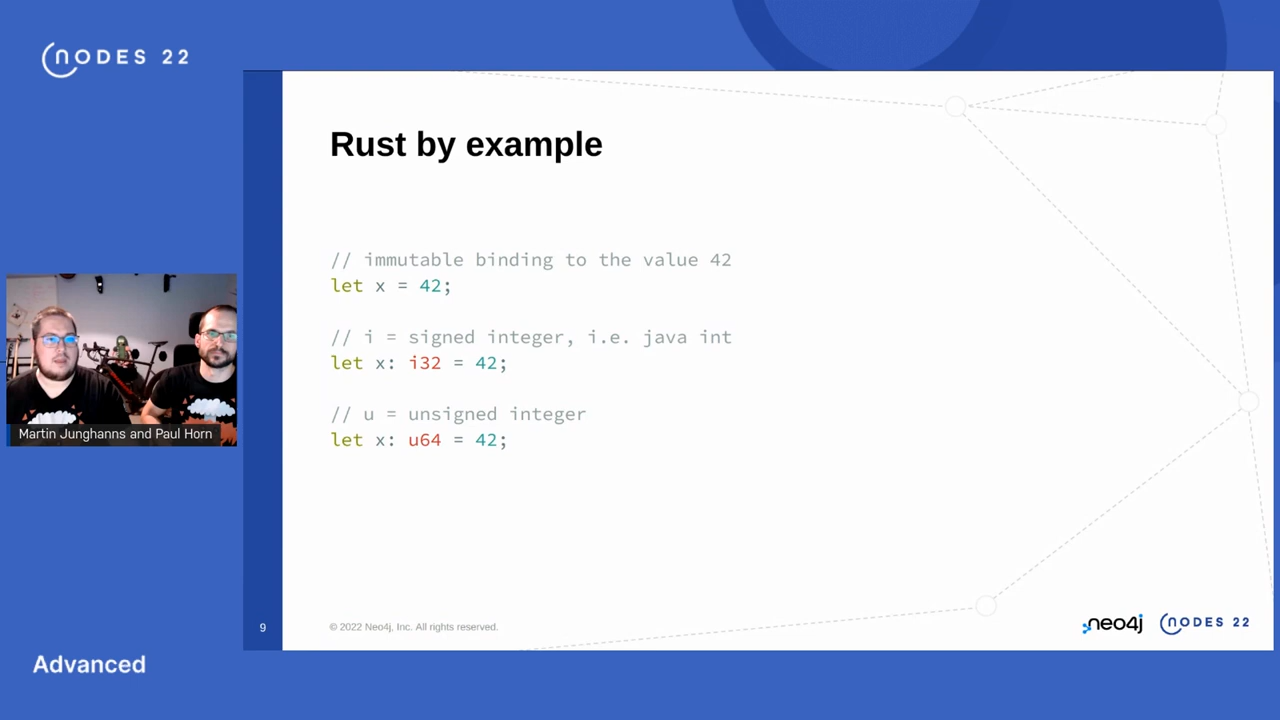 NODES 22
Rust by example
// immutable binding to the value 42
let x = 42;
// i = signed integer, i.e. java int
let x: i32 = 42;
// u = unsigned integer
let x: u64 = 42;
Martin Junghanns and Paul Horn
9
© 2022 Neo4j, Inc. All rights reserved.
neo4j
NODES 22
Advanced